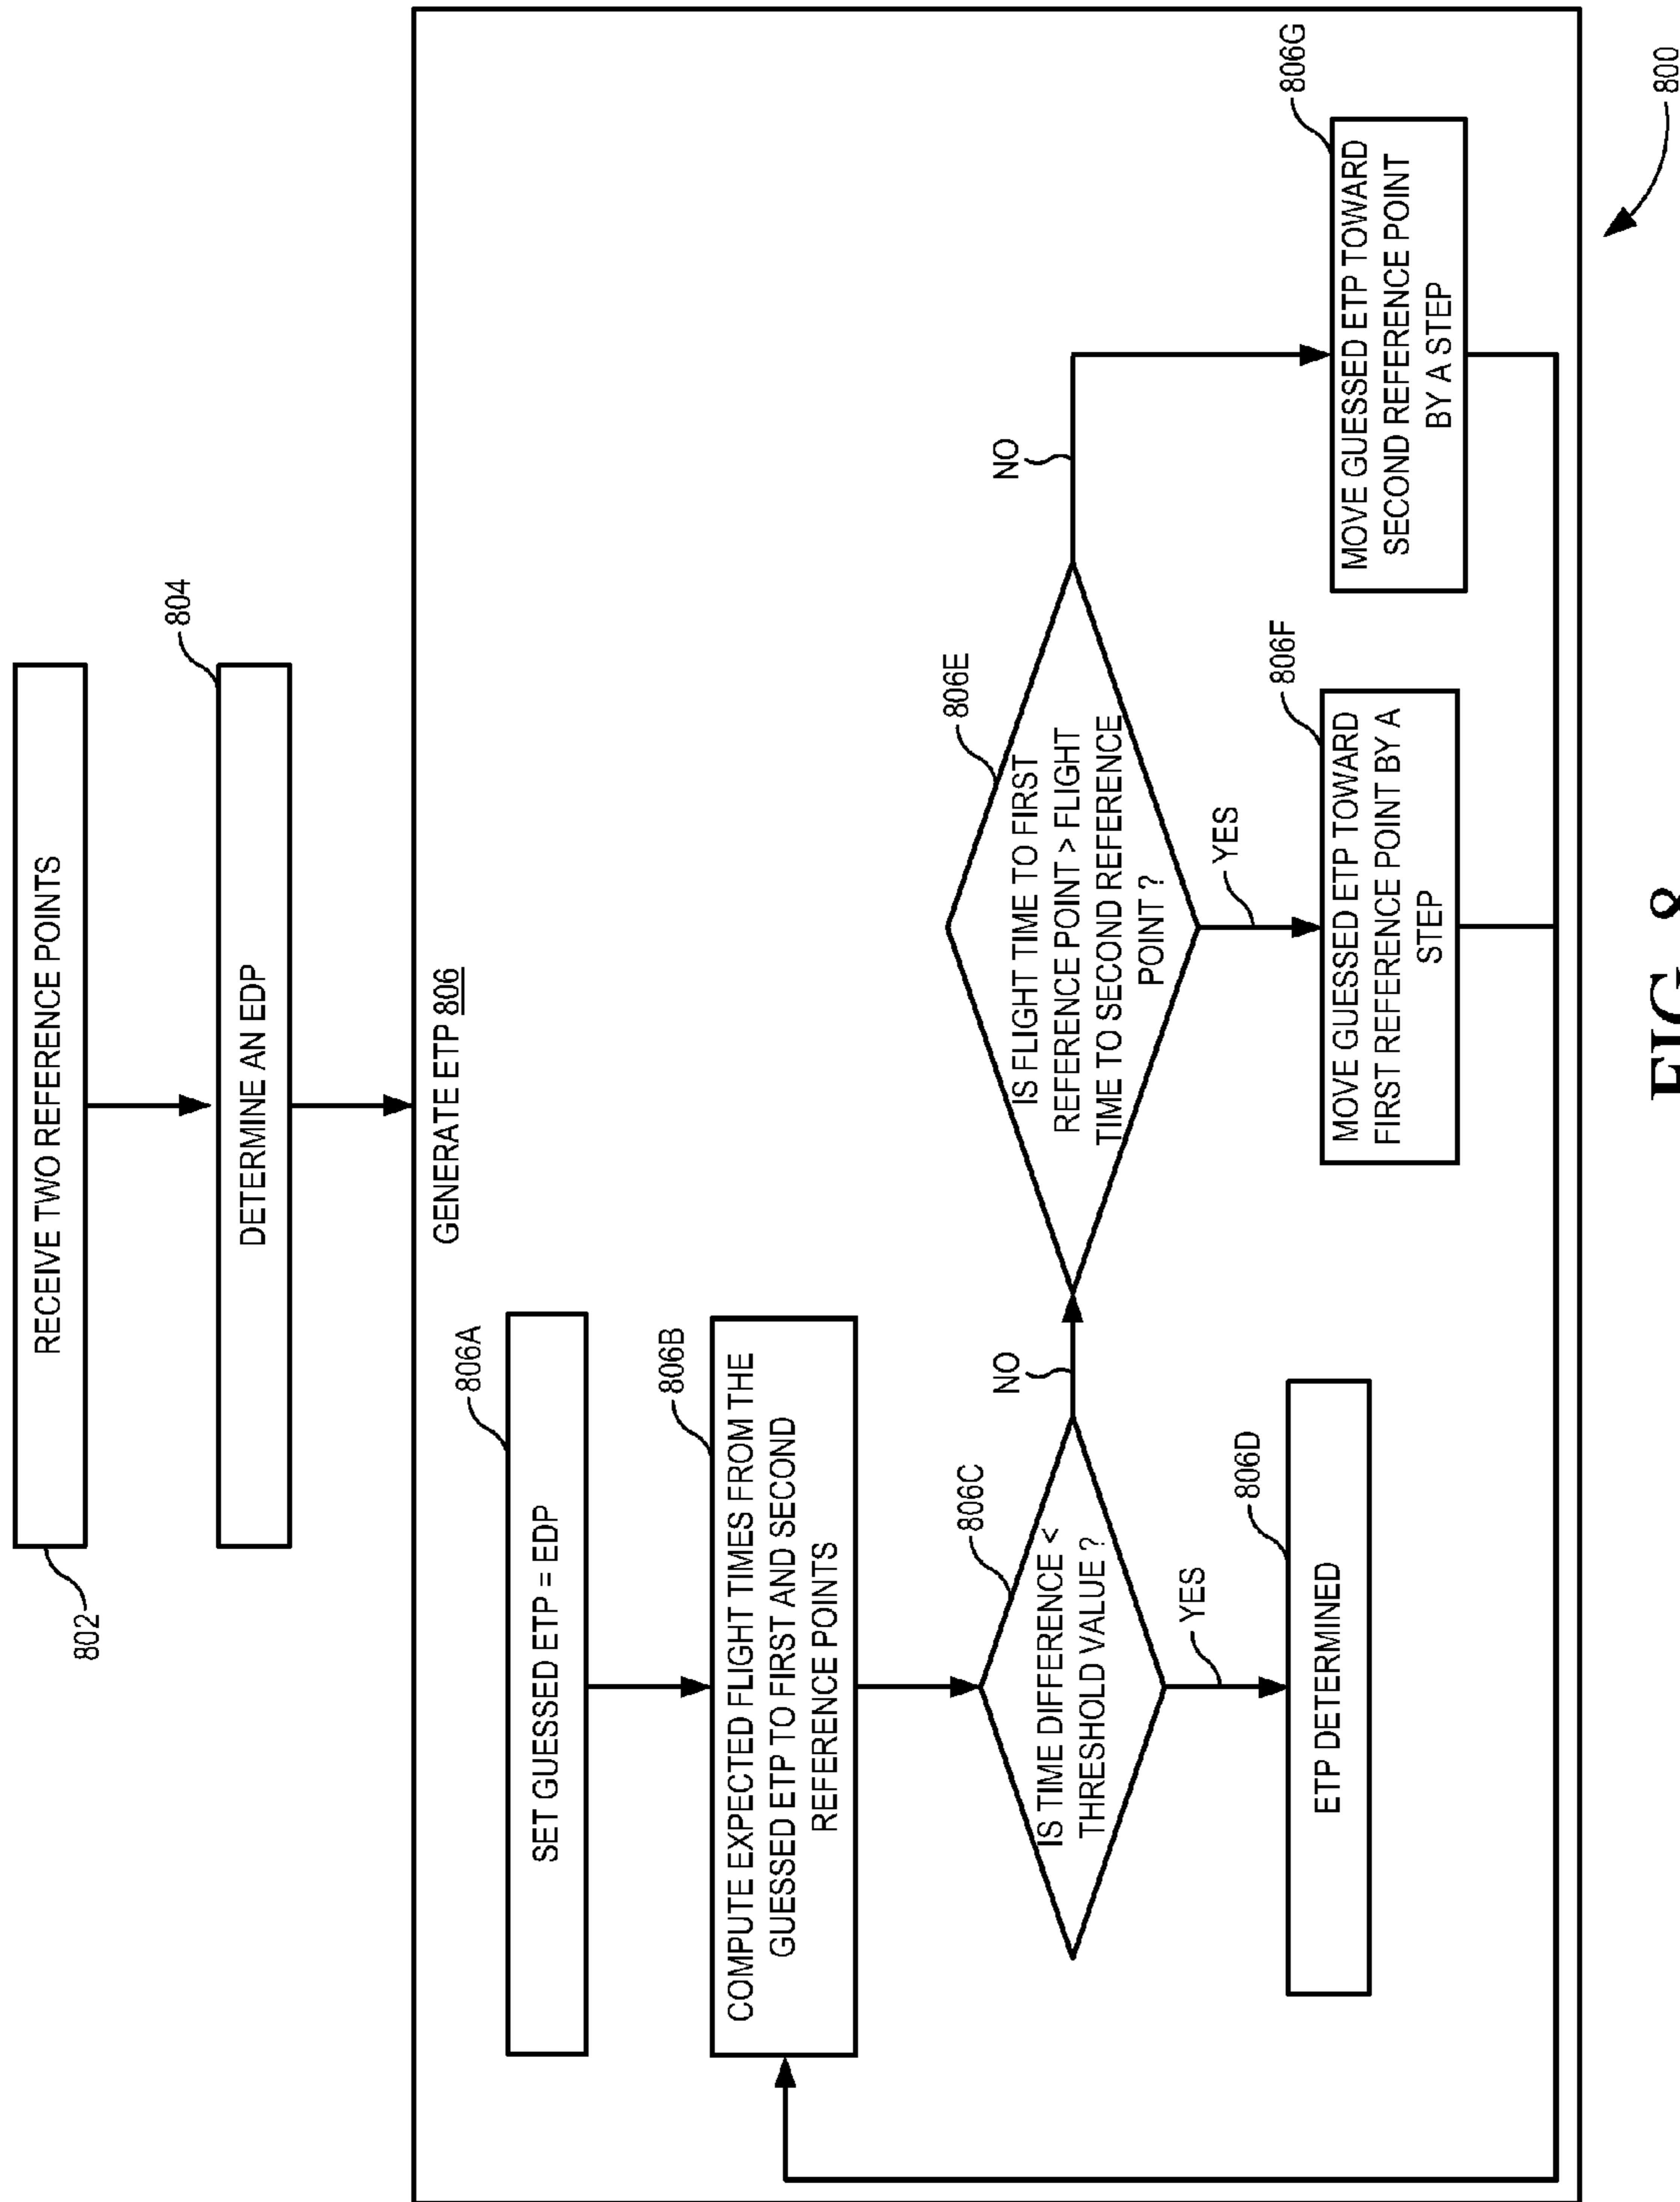 RECEIVE TWO REFERENCE POINTS
802
DETERMINE AN EDP
804
GENERATE ETP 806
SET GUESSED ETP = EDP
806A
COMPUTE EXPECTED FLIGHT TIMES FROM THE
GUESSED ETP TO FIRST AND SECOND
REFERENCE POINTS
806B
IS TIME DIFFERENCE <
THRESHOLD VALUE ?
806C
NO
YES
ETP DETERMINED
806D
IS FLIGHT TIME TO FIRST
REFERENCE POINT > FLIGHT
TIME TO SECOND REFERENCE
POINT ?
806E
NO
YES
MOVE GUESSED ETP TOWARD
FIRST REFERENCE POINT BY A
STEP
806F
MOVE GUESSED ETP TOWARD
SECOND REFERENCE POINT
BY A STEP
806G
800
FIG. 8